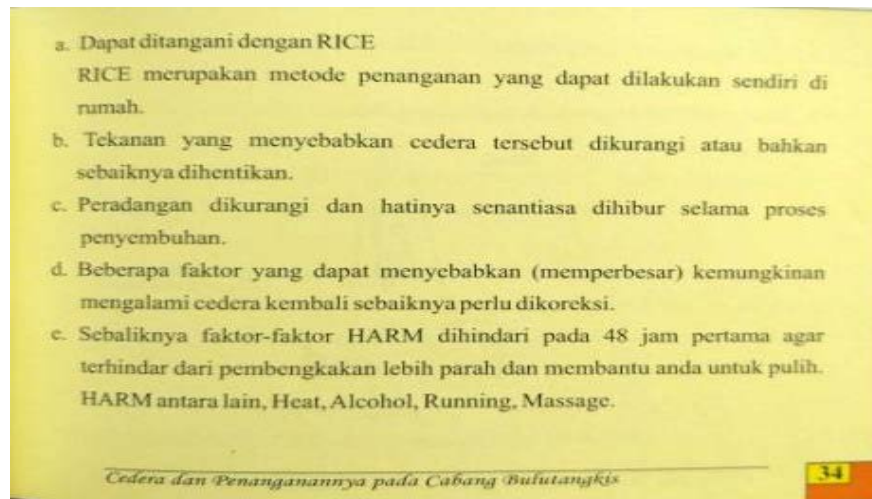 a. Dapat ditangani dengan RICE
RICE merupakan metode penanganan yang dapat dilakukan sendiri di
rumah.
b. Tekanan yang menyebabkan cedera tersebut dikurangi atau bahkan
sebaiknya dihentikan.
c. Peradangan dikurangi dan hatinya senantiasa dihibur selama proses
penyembuhan.
d. Beberapa faktor yang dapat menyebabkan (memperbesar) kemungkinan
mengalami cedera kembali sebaiknya perlu dikoreksi.
e. Sebaliknya faktor-faktor HARM dihindari pada 48 jam pertama agar
terhindar dari pembengkakan lebih parah dan membantu anda untuk pulih.
HARM antara lain, Heat, Alcohol, Running, Massage.
Cedera dan Penanganannya pada Cabang Bulutangkis
34